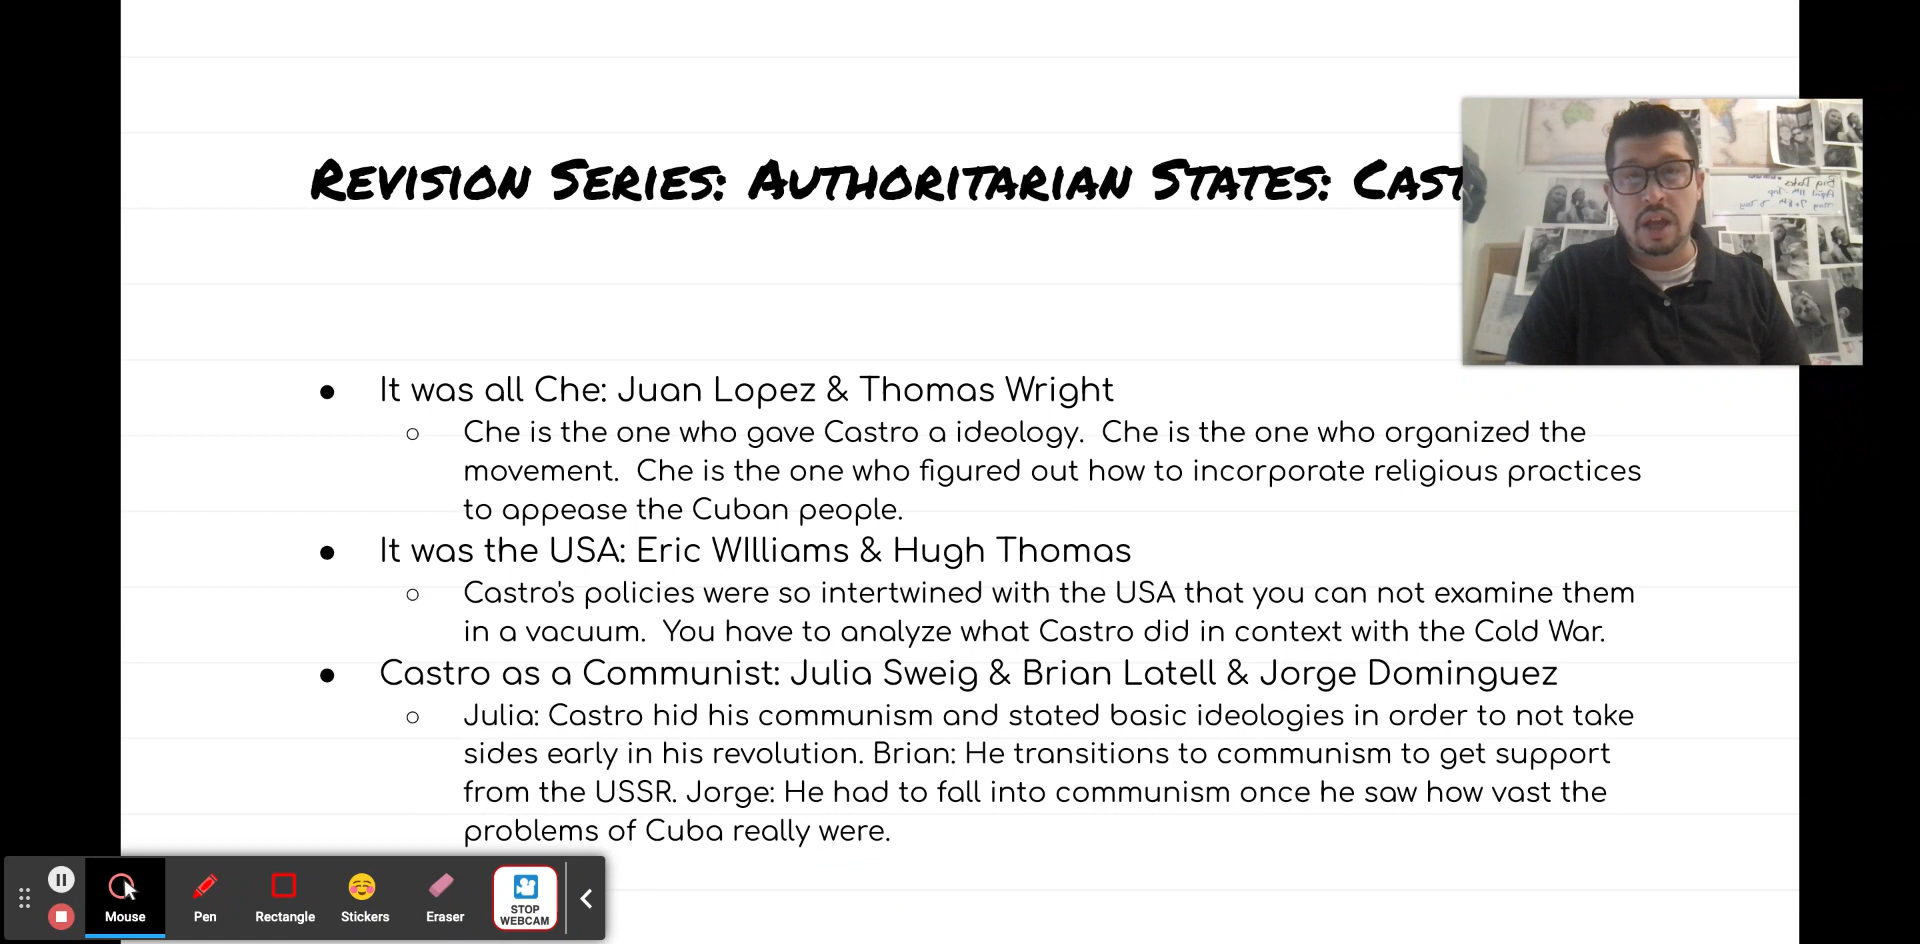 Revision Series: Authoritarian States: Cast
● It was all Che: Juan Lopez & Thomas Wright
○ Che is the one who gave Castro a ideology. Che is the one who organized the
movement. Che is the one who figured out how to incorporate religious practices
to appease the Cuban people.
● It was the USA: Eric WIlliams & Hugh Thomas
○ Castro's policies were so intertwined with the USA that you can not examine them
in a vacuum. You have to analyze what Castro did in context with the Cold War.
● Castro as a Communist: Julia Sweig & Brian Latell & Jorge Dominguez
○ Julia: Castro hid his communism and stated basic ideologies in order to not take
sides early in his revolution. Brian: He transitions to communism to get support
from the USSR. Jorge: He had to fall into communism once he saw how vast the
problems of Cuba really were.
Mouse
Pen
Rectangle
Stickers
Eraser
STOP
WEBCAM